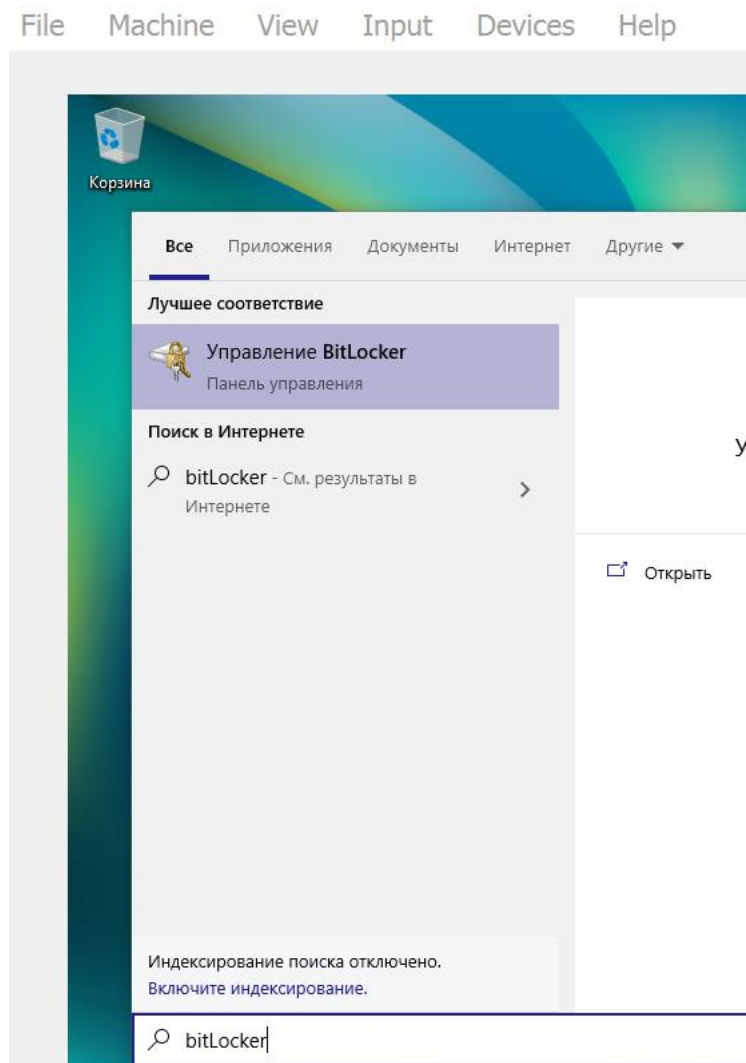 File Machine View Input Devices Help
Корзина
Все Приложения Документы Интернет Другие
Лучшее соответствие
Управление BitLocker
Панель управления
Поиск в Интернете
bitLocker - См. результаты в
Интернете
У
Открыть
Индексирование поиска отключено.
Включите индексирование.
bitLocker